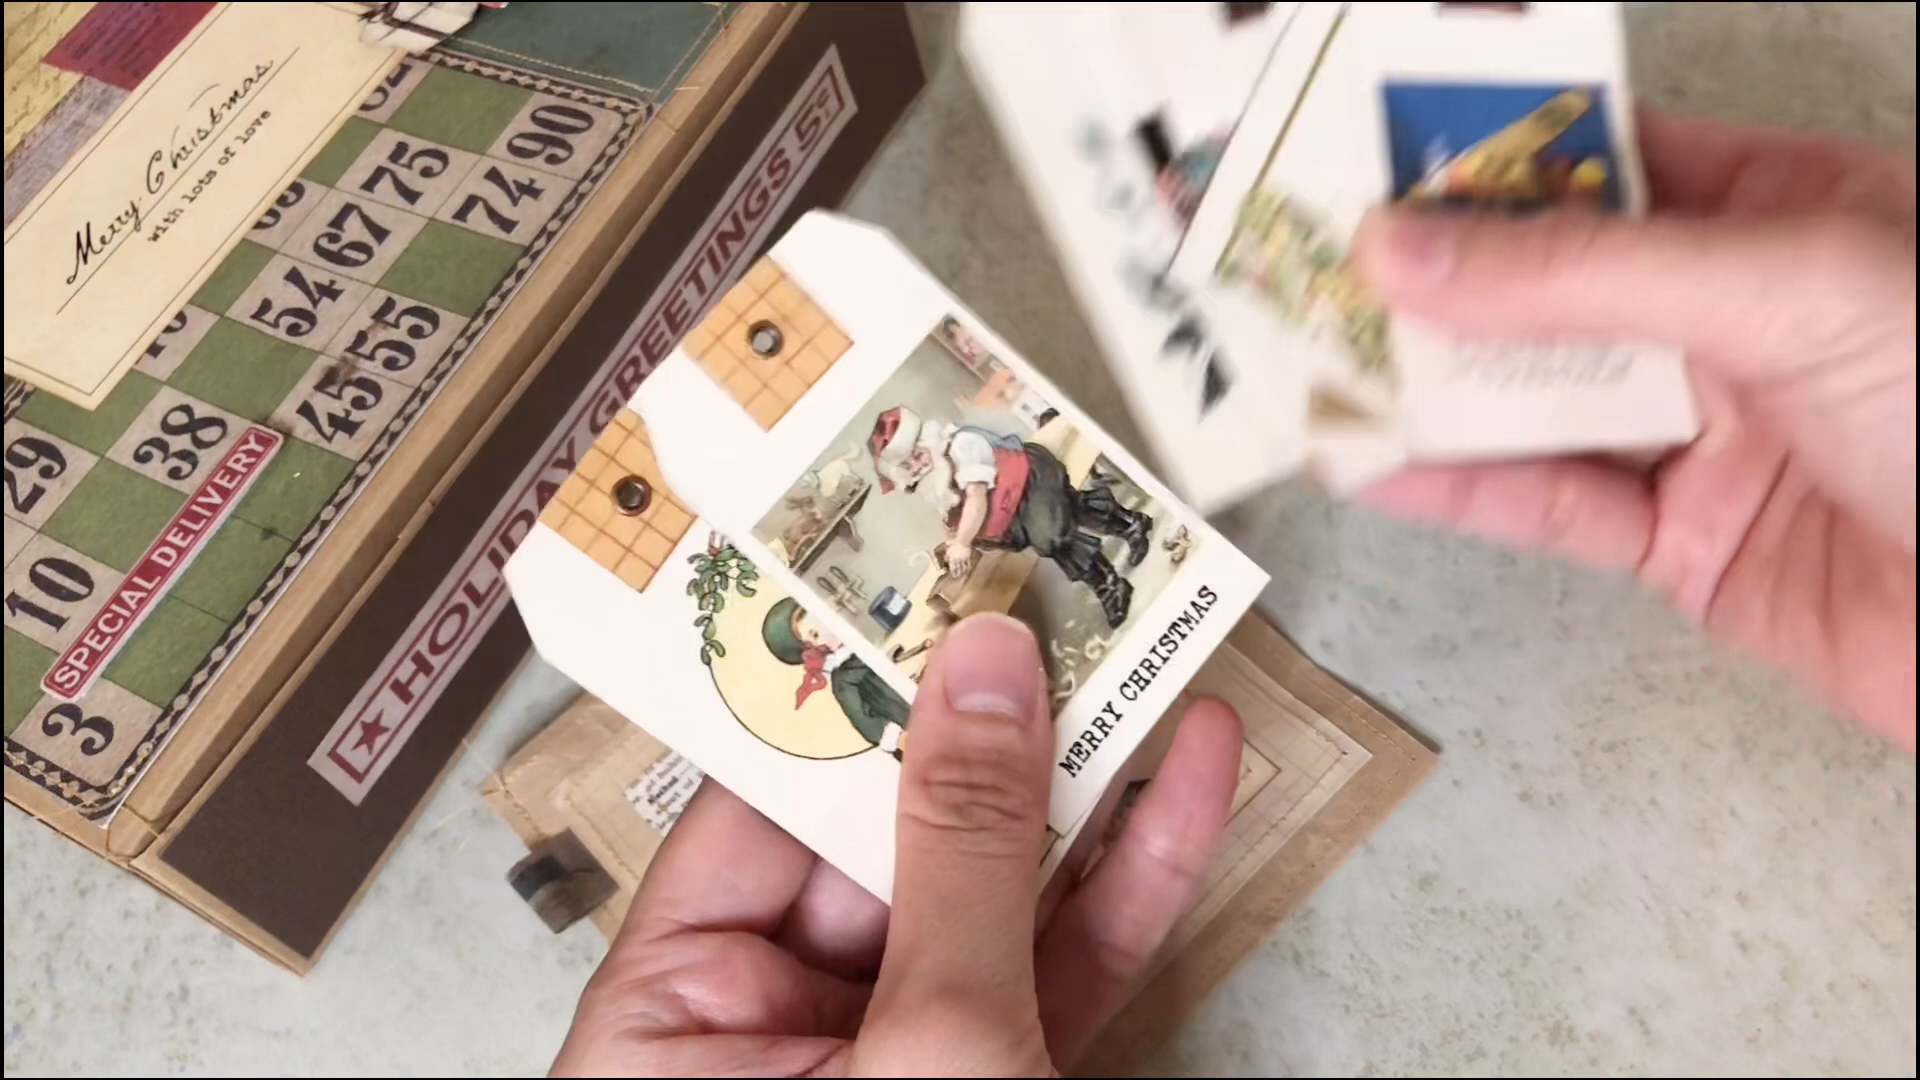 Merry Christmas
with lots of love
90
75
74
67
54
55
45
38
29
10
3
SPECIAL DELIVERY
HOLIDAY GREETINGS 5¢
MERRY CHRISTMAS